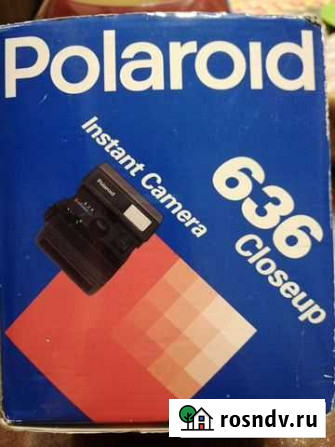 Polaroid
Instant Camera
636
Closeup
Polaroid
rosndv.ru